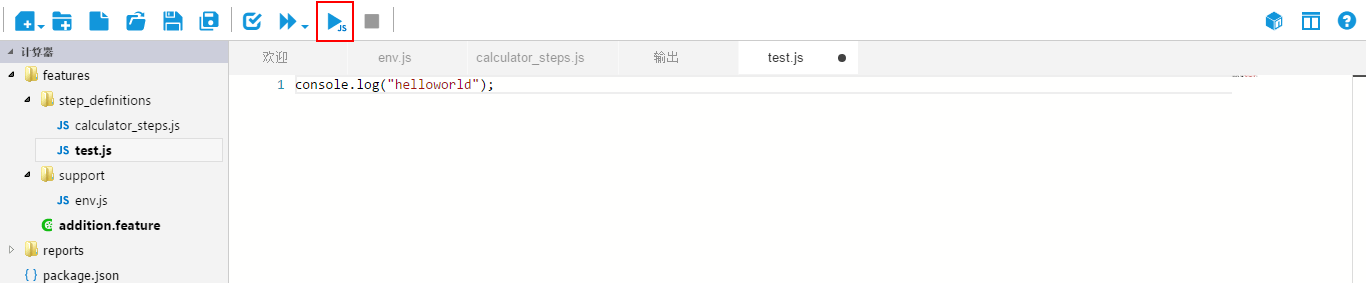 JS
计算器
欢迎
env.js
calculator_steps.js
输出
test.js
features
step_definitions
JS calculator_steps.js
JS test.js
support
JS env.js
addition.feature
reports
{ } package.json
1 console.log("helloworld");